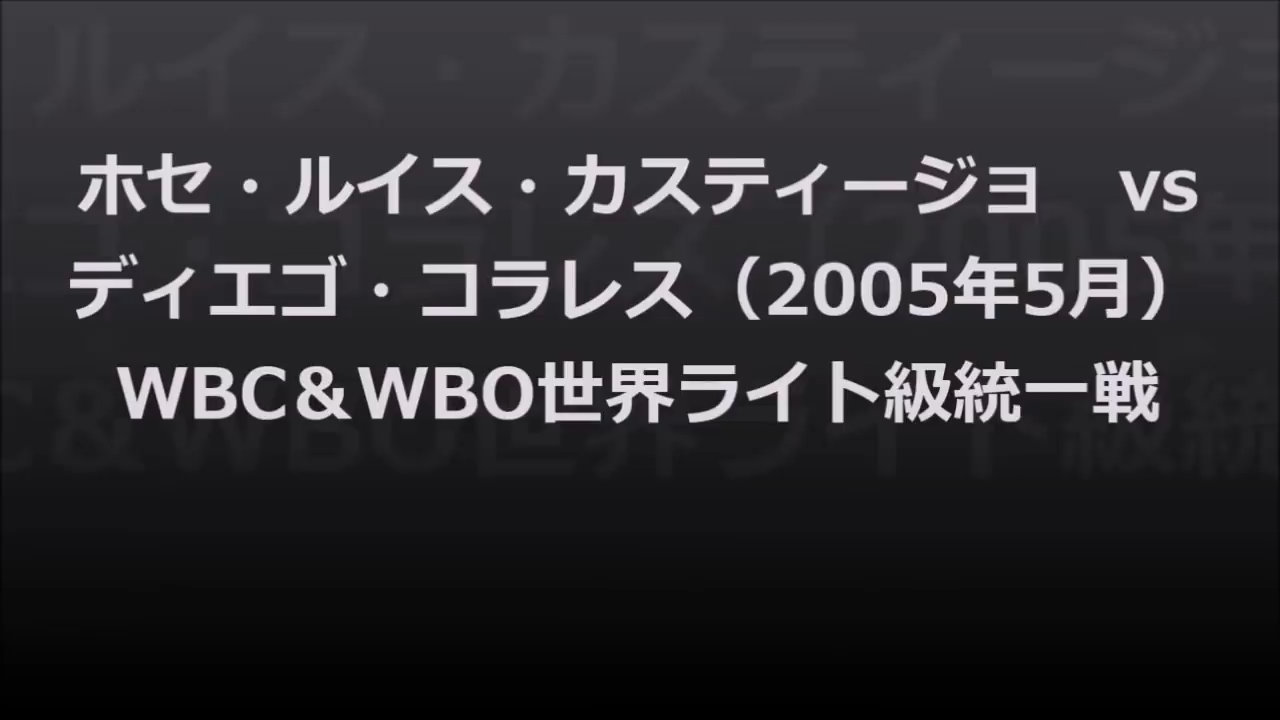 ホセ・ルイス・カスティージョ　vs
ディエゴ・コラレス（2005年5月）
WBC＆WBO世界ライト級統一戦